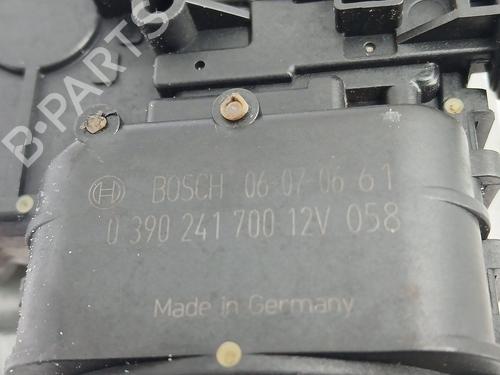 B-PARTS
BOSCH 06-07-06 61
0 390 241 700 12V 058
Made in Germany